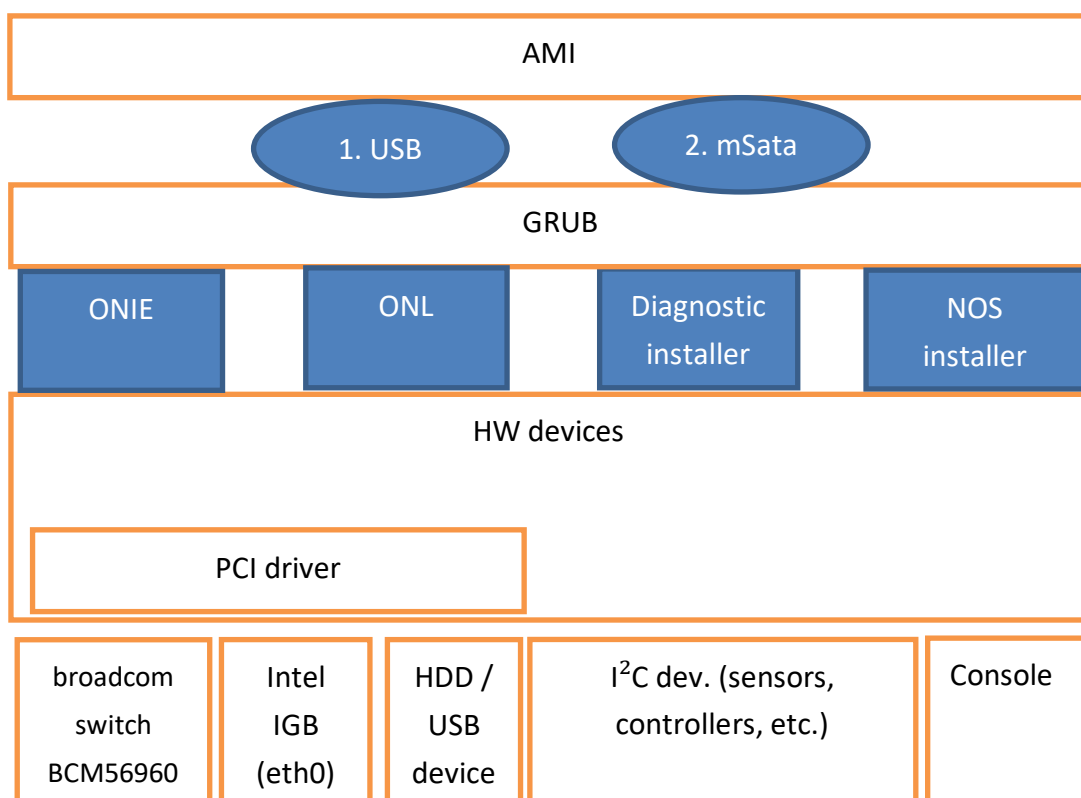 AMI
1. USB
2. mSata
GRUB
ONIE
ONL
Diagnostic
installer
NOS
installer
HW devices
PCI driver
broadcom
switch
BCM56960
Intel
IGB
(eth0)
HDD /
USB
device
I²C dev. (sensors,
controllers, etc.)
Console